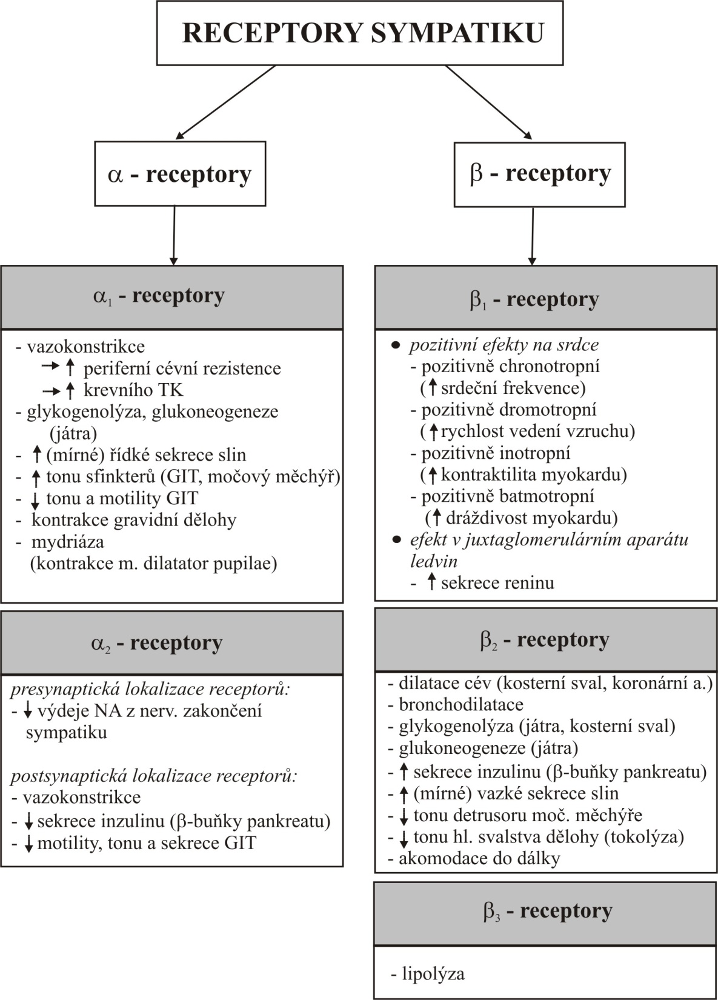 RECEPTORY SYMPATIKU
α - receptory
β - receptory
α₁ - receptory
- vazokonstrikce
→ ↑ periferní cévní rezistence
→ ↑ krevního TK
- glykogenolýza, glukoneogeneze
(játra)
- ↑ (mírné) řídké sekrece slin
- ↑ tonu sfinkterů (GIT, močový měchýř)
- ↓ tonu a motility GIT
- kontrakce gravidní dělohy
- mydriáza
(kontrakce m. dilatator pupilae)
α₂ - receptory
presynaptická lokalizace receptorů:
- ↓ výdeje NA z nerv. zakončení
sympatiku
postsynaptická lokalizace receptorů:
- vazokonstrikce
- ↓ sekrece inzulinu (β-buňky pankreatu)
- ↓ motility, tonu a sekrece GIT
β₁ - receptory
● pozitivní efekty na srdce
- pozitivně chronotropní
(↑ srdeční frekvence)
- pozitivně dromotropní
(↑ rychlost vedení vzruchu)
- pozitivně inotropní
(↑ kontraktilita myokardu)
- pozitivně batmotropní
(↑ dráždivost myokardu)
● efekt v juxtaglomerulárním aparátu
ledvin
- ↑ sekrece reninu
β₂ - receptory
- dilatace cév (kosterní sval, koronární a.)
- bronchodilatace
- glykogenolýza (játra, kosterní sval)
- glukoneogeneze (játra)
- ↑ sekrece inzulinu (β-buňky pankreatu)
- ↑ (mírné) vazké sekrece slin
- ↓ tonu detrusoru moč. měchýře
- ↓ tonu hl. svalstva dělohy (tokolýza)
- akomodace do dálky
β₃ - receptory
- lipolýza